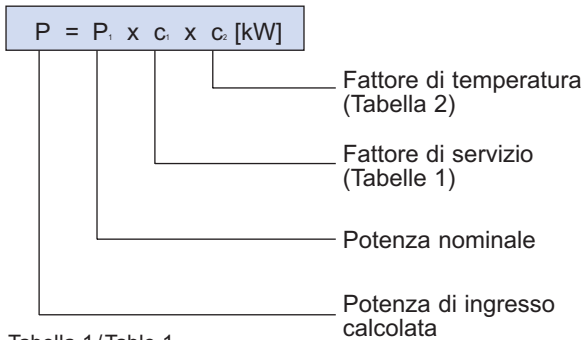 P = P₁ x c₁ x c₂ [kW]
Fattore di temperatura
(Tabella 2)
Fattore di servizio
(Tabelle 1)
Potenza nominale
Potenza di ingresso
calcolata
Tabella 1/Table 1